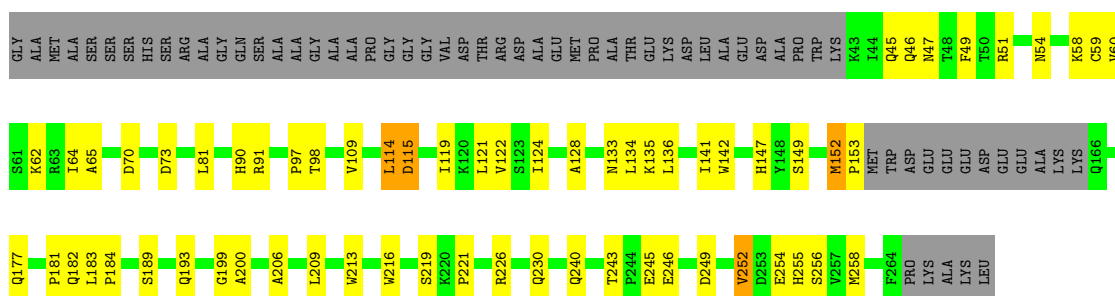 GLY ALA MET ALA SER SER SER HIS SER ARG ALA GLY GLN SER ALA ALA GLY ALA ALA PRO GLY GLY GLY VAL ASP THR ARG ASP ALA GLU MET PRO ALA THR GLU LYS ASP LEU ALA GLU ASP ALA PRO TRP LYS K43 I44 Q45 Q46 N47 T48 F49 T50 R51 N54 K58 C59 V60
S61 K62 R63 I64 A65 D70 D73 L81 H90 R91 P97 T98 V109 L114 D115 I119 K120 L121 V122 S123 I124 A128 N133 L134 K135 L136 I141 W142 H147 Y148 S149 M152 P153 MET TRP ASP GLU GLU GLU ASP GLU GLU ALA LYS LYS Q166
Q177 P181 Q182 L183 P184 S189 Q193 G199 A200 A206 L209 W213 W216 S219 K220 P221 R226 Q230 Q240 T243 P244 E245 E246 D249 V252 D253 E254 H255 S256 V257 M258 F264 PRO LYS ALA LYS LEU